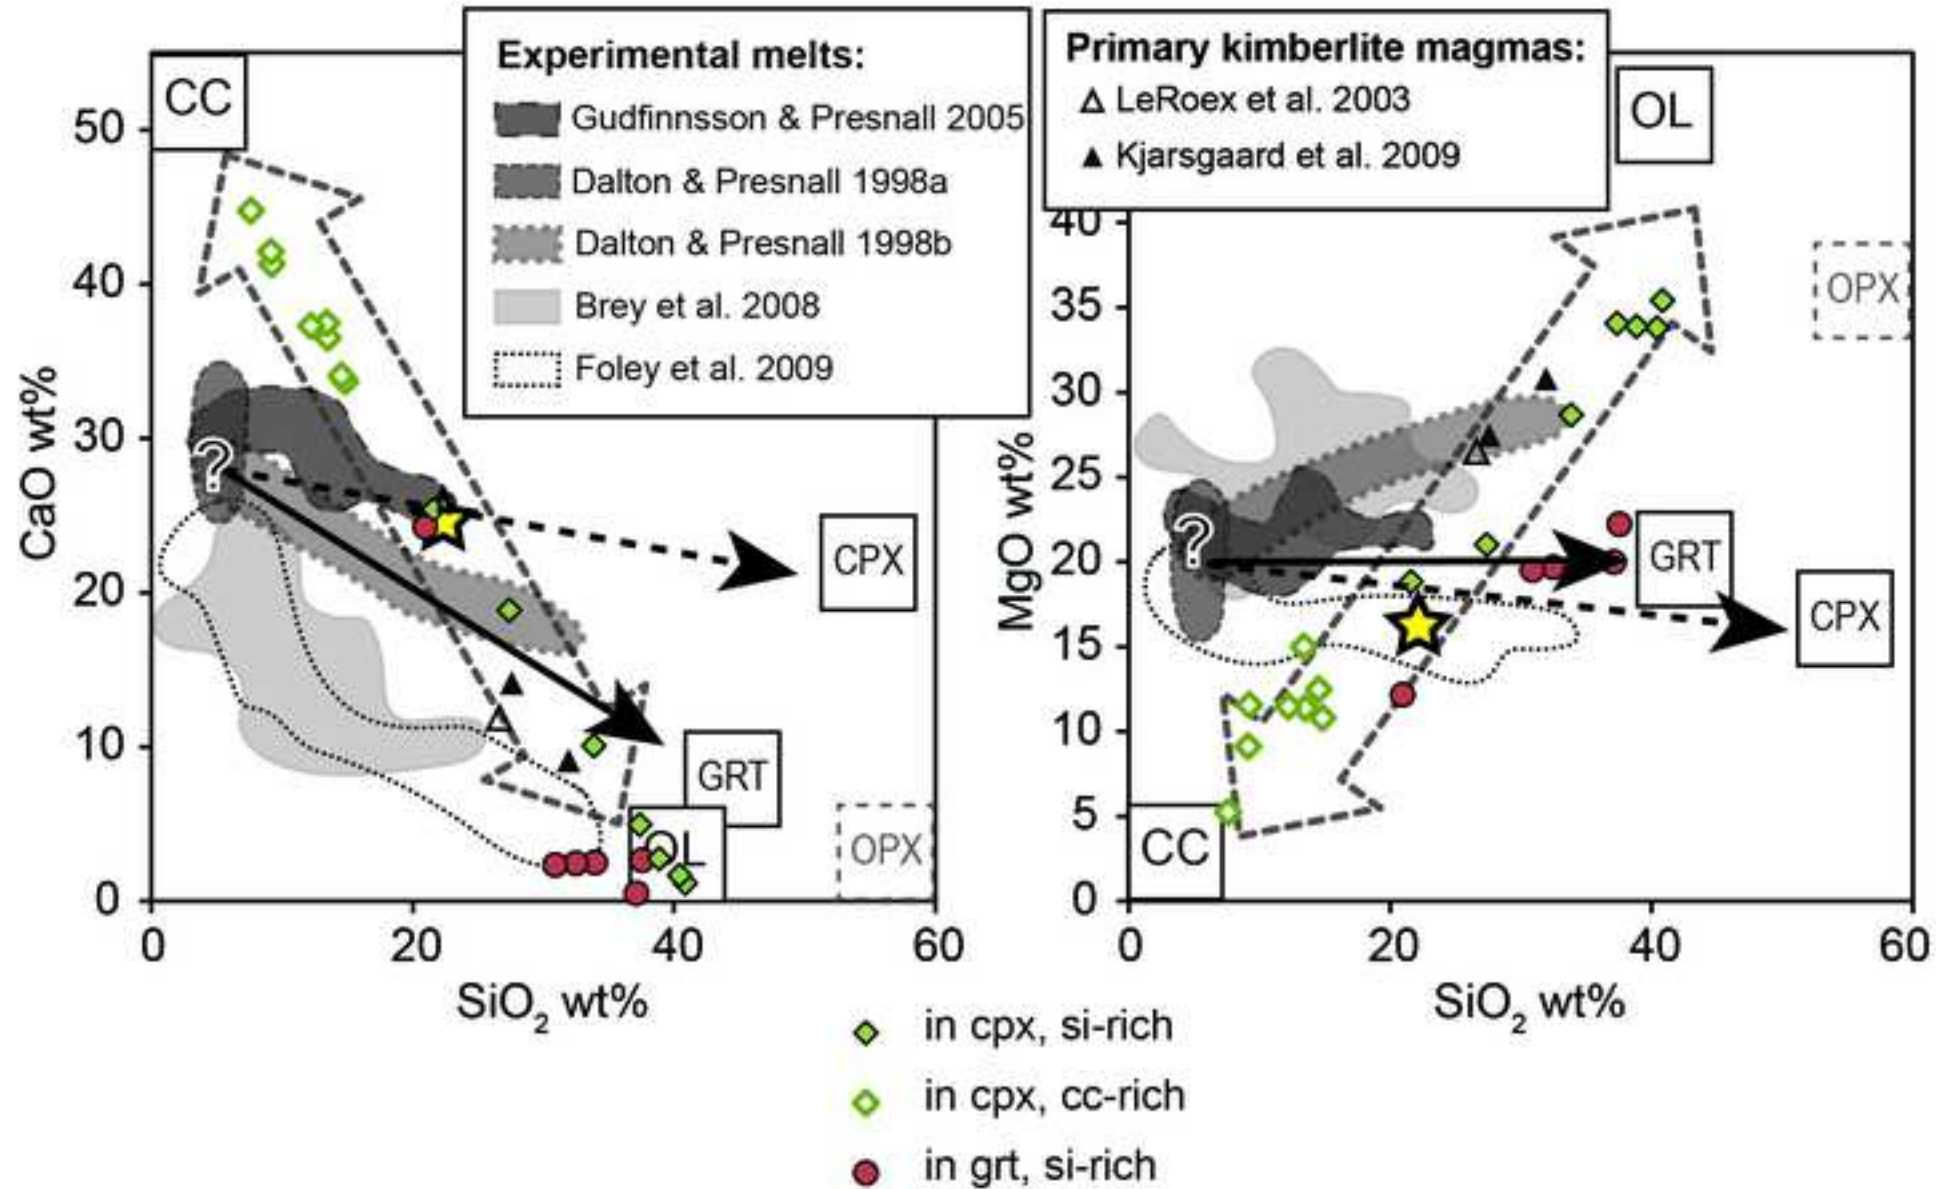 Experimental melts:
Gudfinnsson & Presnall 2005
Dalton & Presnall 1998a
Dalton & Presnall 1998b
Brey et al. 2008
Foley et al. 2009
Primary kimberlite magmas:
LeRoex et al. 2003
Kjarsgaard et al. 2009
CaO wt%
50
40
30
20
10
0
0
20
40
60
SiO2 wt%
CC
?
CPX
GRT
OL
OPX
MgO wt%
40
35
30
25
20
15
10
5
0
0
20
40
60
SiO2 wt%
OL
OPX
?
GRT
CPX
CC
in cpx, si-rich
in cpx, cc-rich
in grt, si-rich